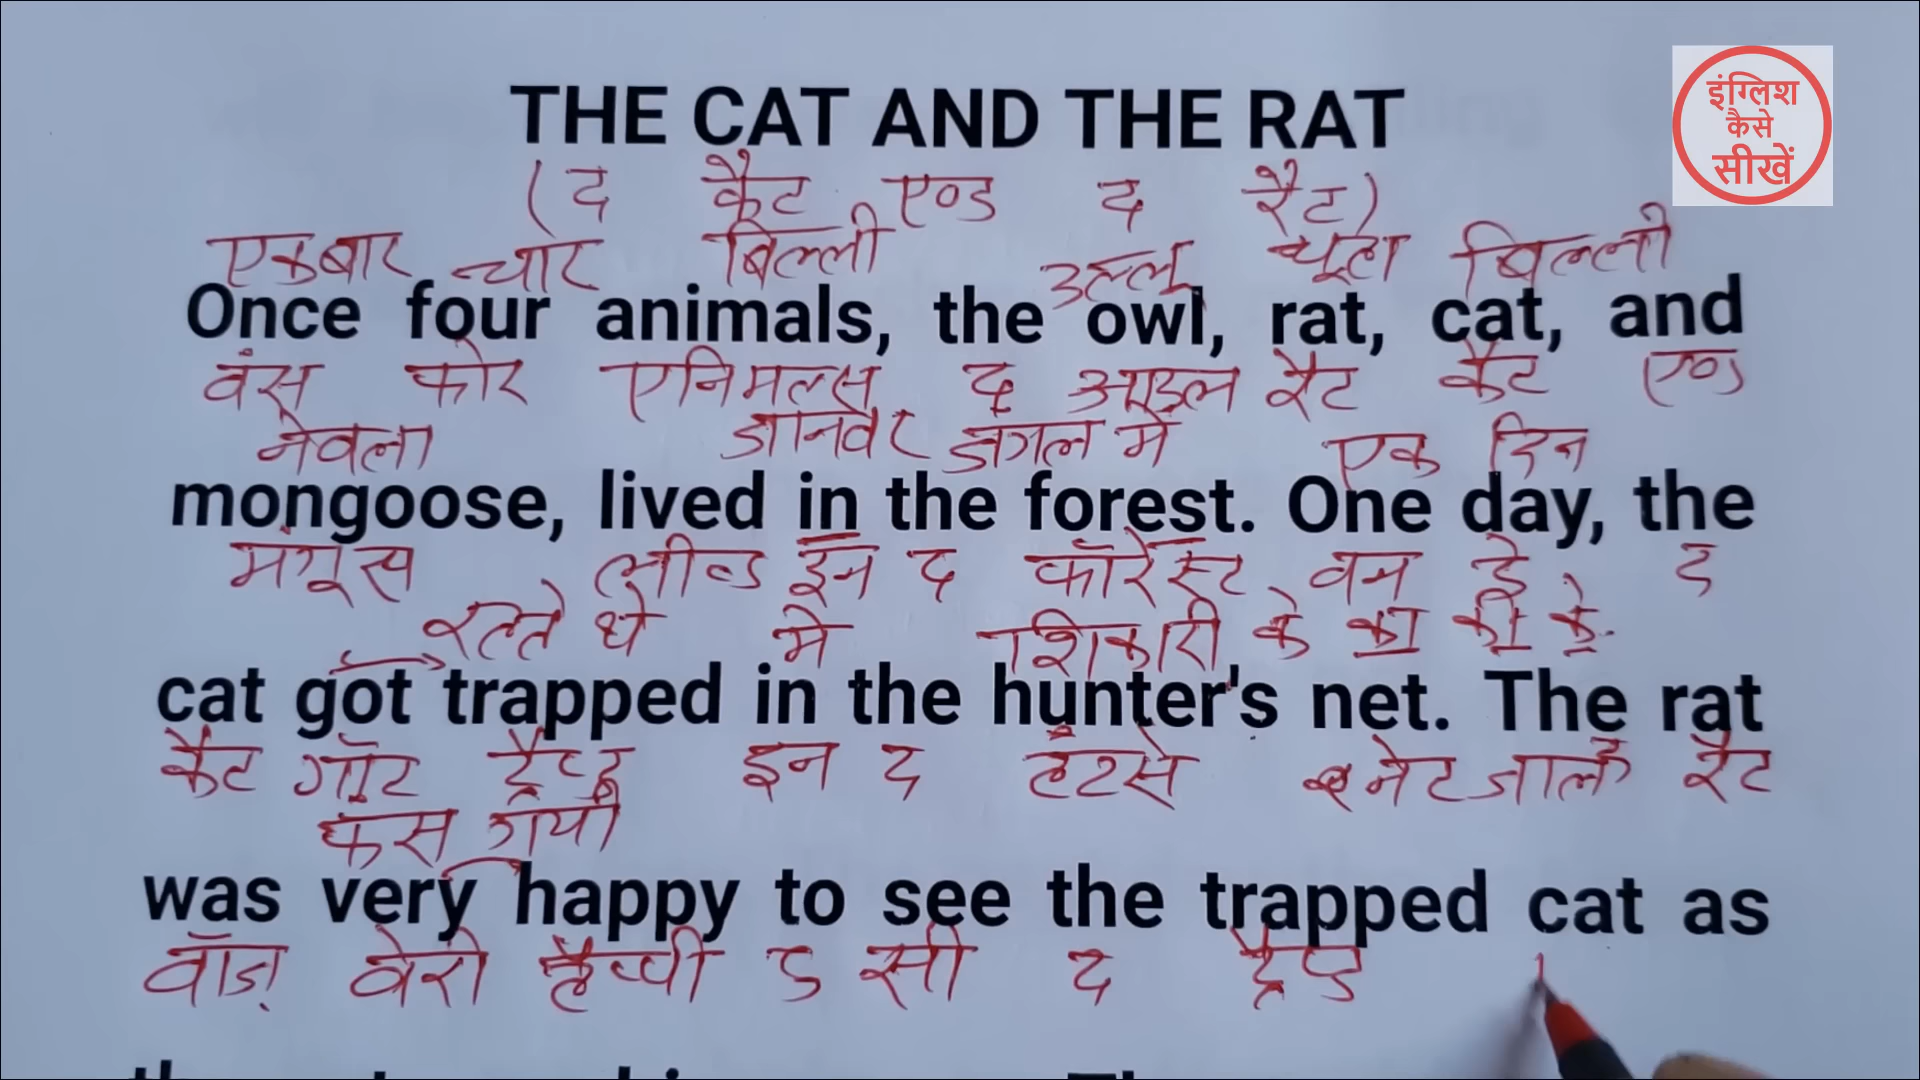 इंग्लिश
कैसे
सीखें
THE CAT AND THE RAT
(द कैट एण्ड द रैट)
एकबार चार बिल्ली उल्लू चूहा बिल्ली
Once four animals, the owl, rat, cat, and
वंस फोर एनिमल्स द आउल रैट कैट एण्ड
नेवला जानवर जंगल में एक दिन
mongoose, lived in the forest. One day, the
मंगूस लीव्ड इन द फॉरेस्ट वन डे द
रहते थे में शिकारी के का की के
cat got trapped in the hunter's net. The rat
कैट गॉट ट्रैप्ड इन द हंटर्स नेट जाल रैट
फंस गयी
was very happy to see the trapped cat as
वॉज़ वेरी हैप्पी टु सी द ट्रैप्ड